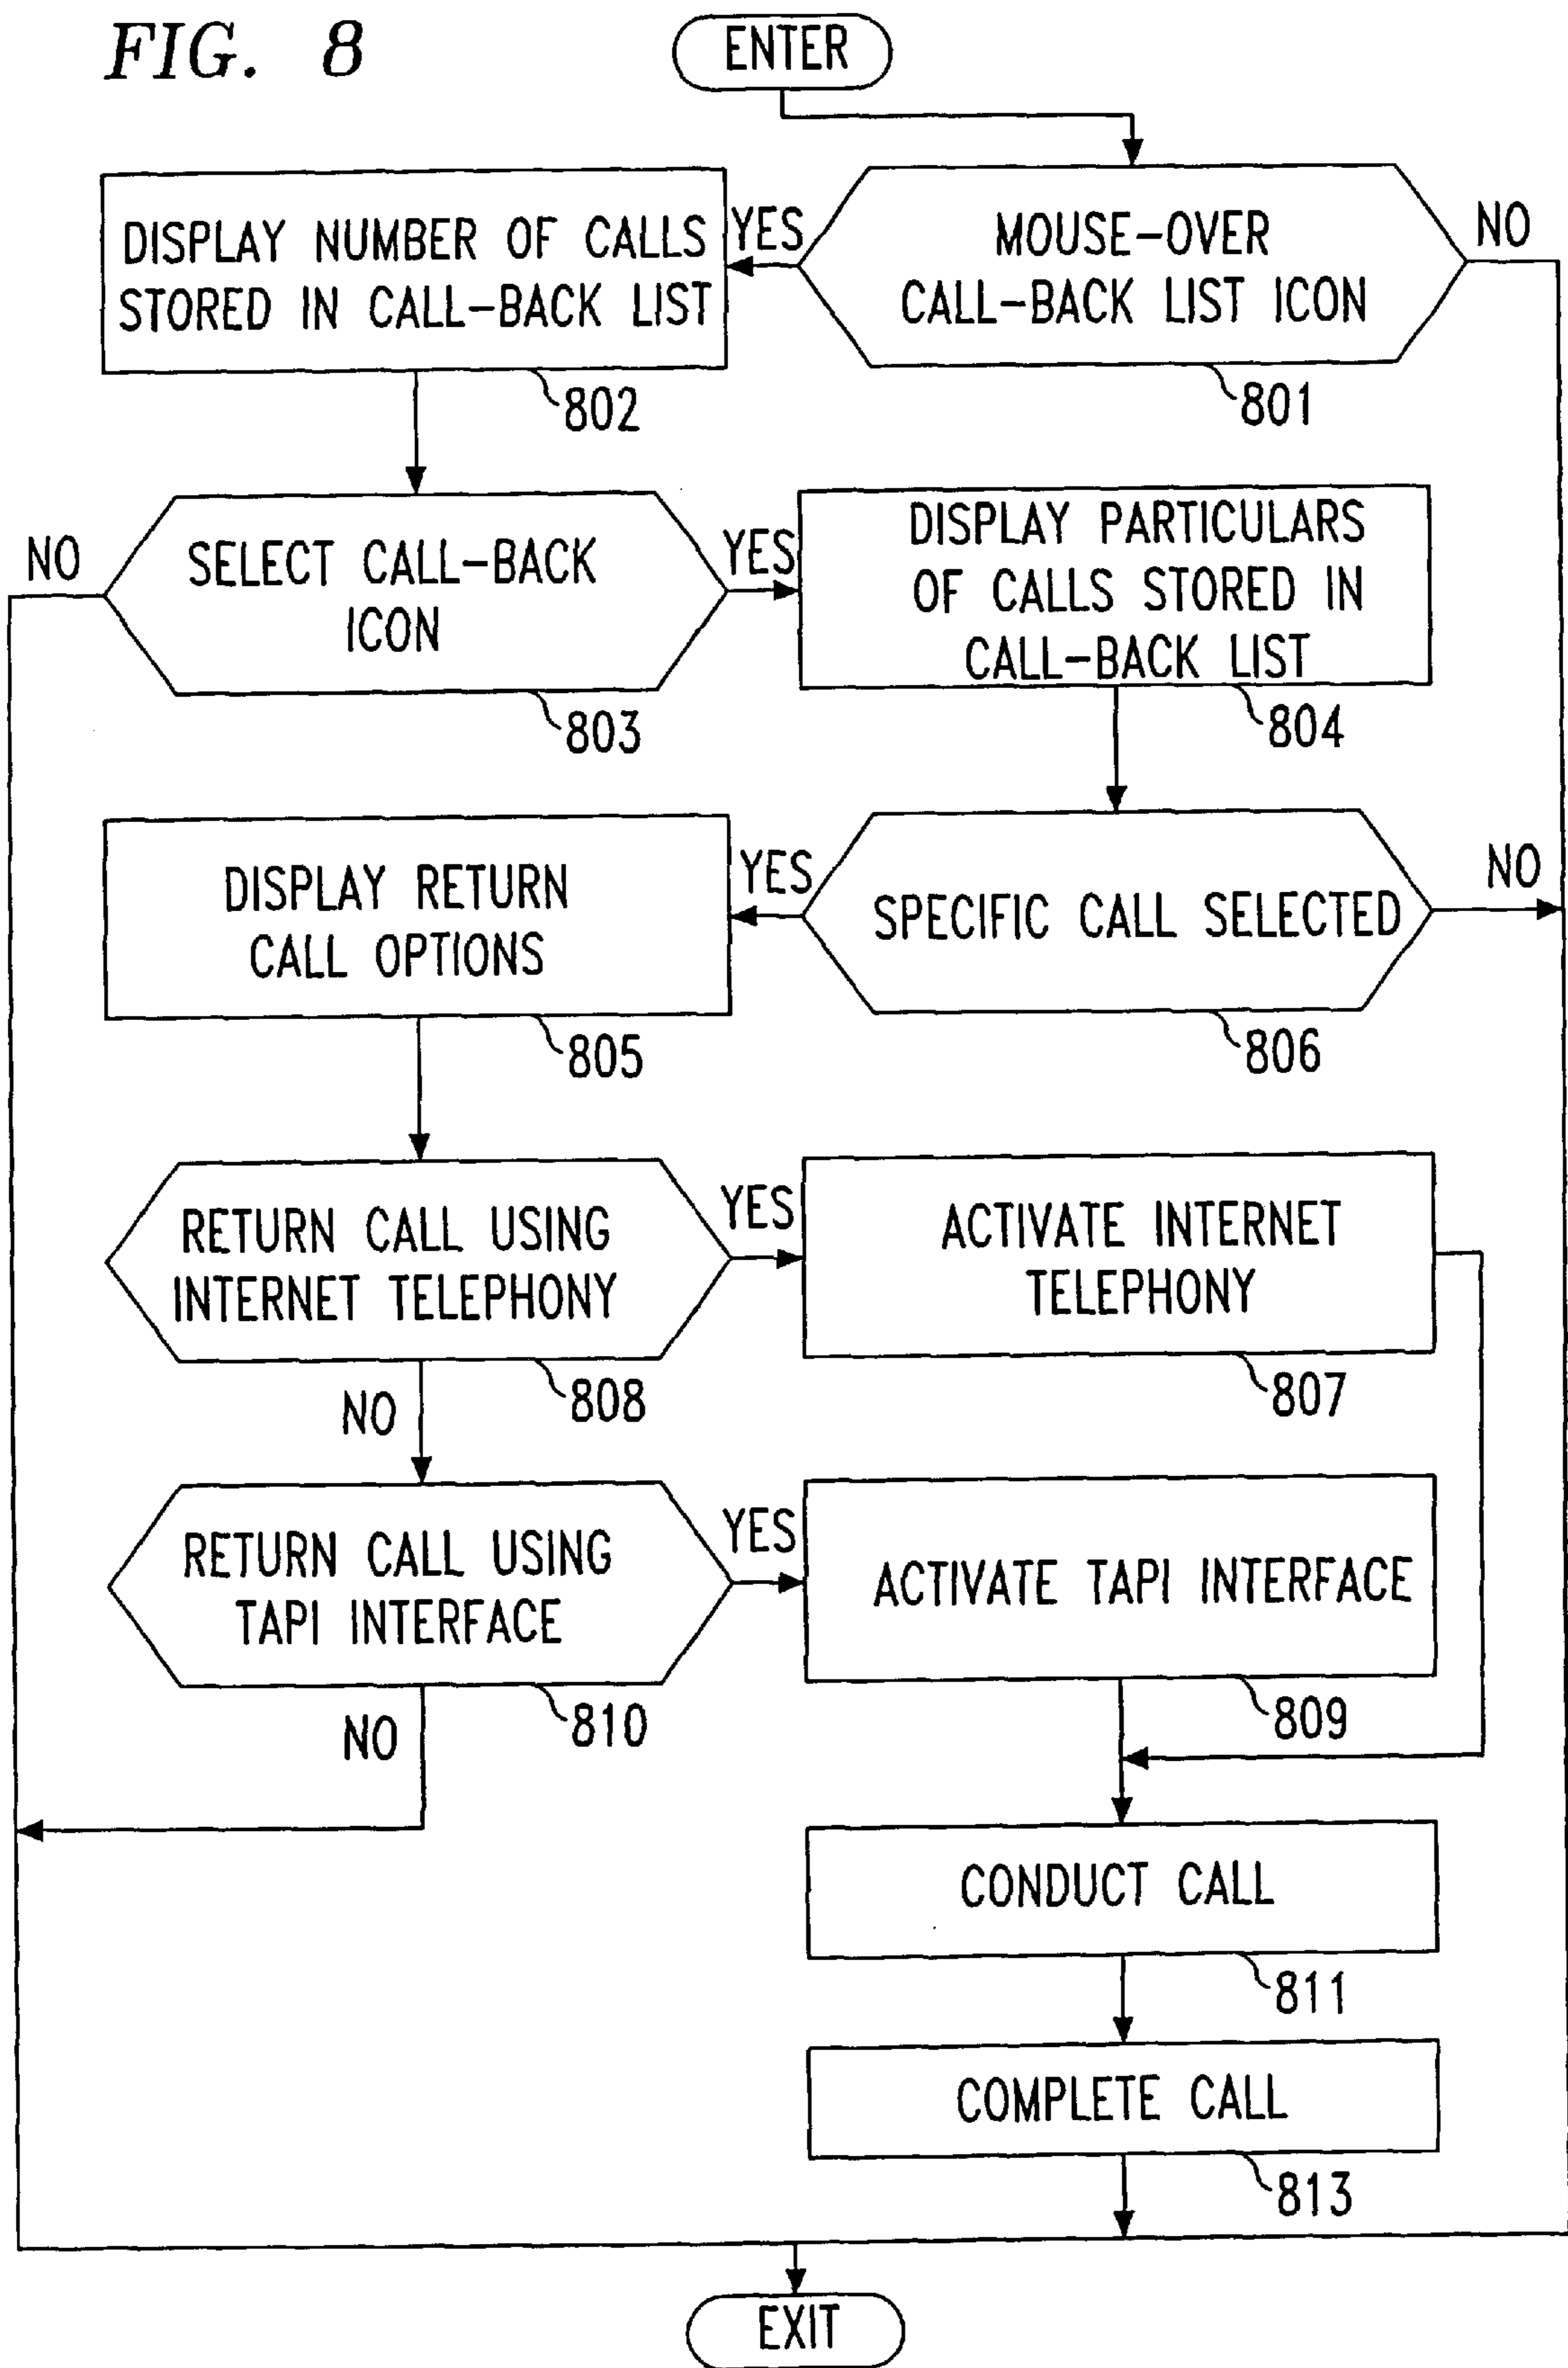 FIG. 8
ENTER
DISPLAY NUMBER OF CALLS
STORED IN CALL-BACK LIST
802
YES
MOUSE-OVER
CALL-BACK LIST ICON
801
NO
NO
SELECT CALL-BACK
ICON
803
YES
DISPLAY PARTICULARS
OF CALLS STORED IN
CALL-BACK LIST
804
DISPLAY RETURN
CALL OPTIONS
805
YES
SPECIFIC CALL SELECTED
806
NO
RETURN CALL USING
INTERNET TELEPHONY
808
YES
ACTIVATE INTERNET
TELEPHONY
807
NO
RETURN CALL USING
TAPI INTERFACE
810
YES
ACTIVATE TAPI INTERFACE
809
NO
CONDUCT CALL
811
COMPLETE CALL
813
EXIT